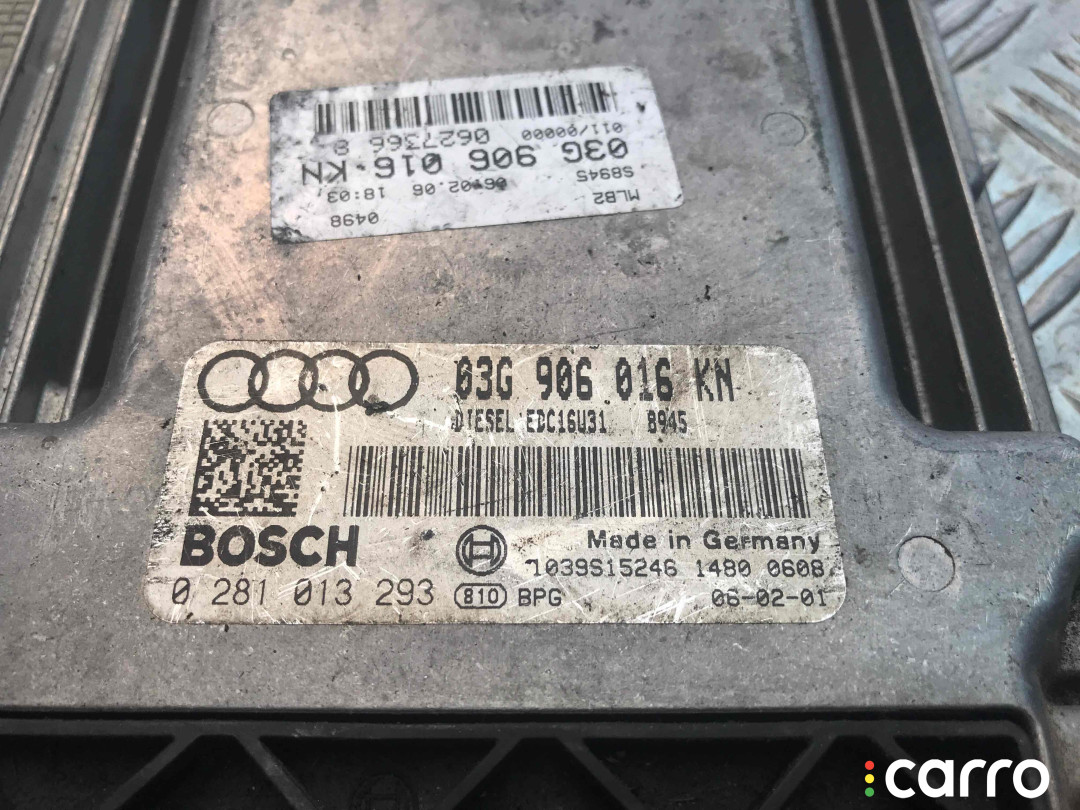 MLB2 0498
S8945 06.02.06 18:03
03G 906 016 KN
011/00000 06273668
03G 906 016 KN
DIESEL EDC16U31 8945
BOSCH
Made in Germany
1039S15246 1480 0608
0 281 013 293 810 BPG 06-02-01
carro